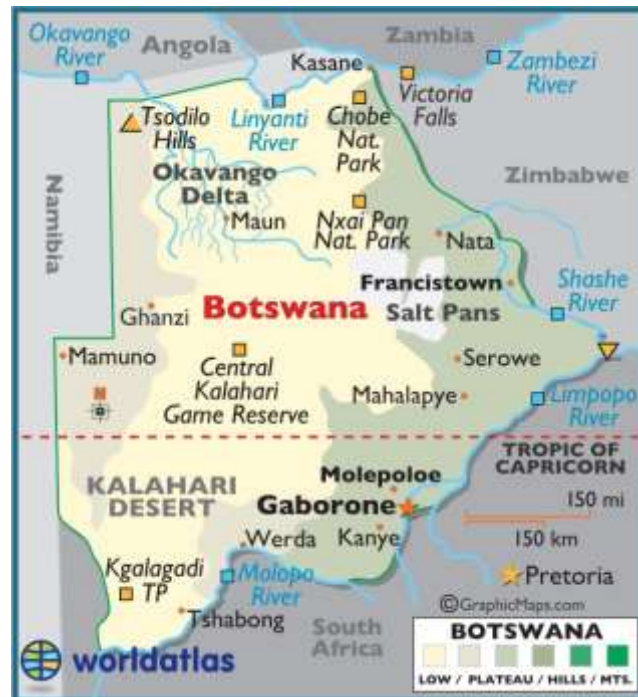 Okavango
River
Angola
Zambia
Kasane
Zambezi
River
Tsodilo
Hills
Linyanti
River
Chobe
Nat.
Park
Victoria
Falls
Okavango
Delta
Zimbabwe
Namibia
Maun
Nxai Pan
Nat. Park
Nata
Francistown
Shashe
River
Botswana
Salt Pans
Ghanzi
Mamuno
Central
Kalahari
Game Reserve
Serowe
Mahalapye
Limpopo
River
N
TROPIC OF
CAPRICORN
KALAHARI
DESERT
Molepoloe
Gaborone
150 mi
150 km
Werda
Kanye
Kgalagadi
TP
Molopo
River
Pretoria
Tshabong
©GraphicMaps.com
South
Africa
BOTSWANA
LOW / PLATEAU / HILLS / MTS.
worldatlas